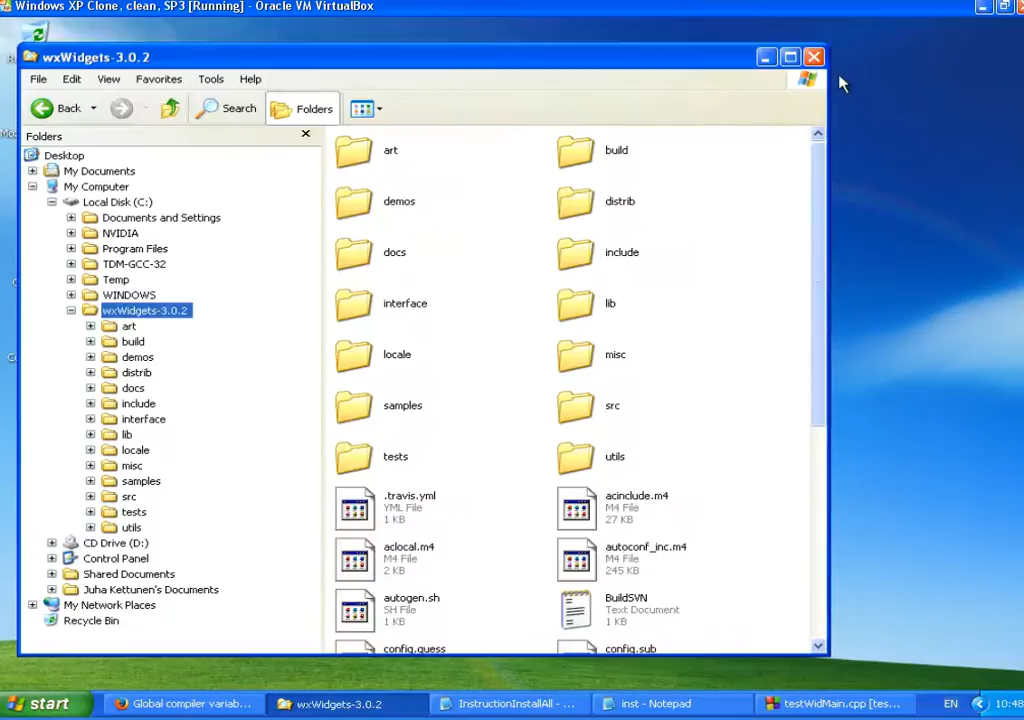 Windows XP Clone, clean, SP3 [Running] - Oracle VM VirtualBox
wxWidgets-3.0.2
File Edit View Favorites Tools Help
Back Search Folders
Folders
Desktop
My Documents
My Computer
Local Disk (C:)
Documents and Settings
NVIDIA
Program Files
TDM-GCC-32
Temp
WINDOWS
wxWidgets-3.0.2
art
build
demos
distrib
docs
include
interface
lib
locale
misc
samples
src
tests
utils
CD Drive (D:)
Control Panel
Shared Documents
Juha Kettunen's Documents
My Network Places
Recycle Bin
art build
demos distrib
docs include
interface lib
locale misc
samples src
tests utils
.travis.yml acinclude.m4
YML File M4 File
1 KB 27 KB
aclocal.m4 autoconf_inc.m4
M4 File M4 File
2 KB 245 KB
autogen.sh BuildSVN
SH File Text Document
1 KB 1 KB
config.guess config.sub
start Global compiler variab... wxWidgets-3.0.2 InstructionInstallAll - ... inst - Notepad testWidMain.cpp [tes... EN 10:48